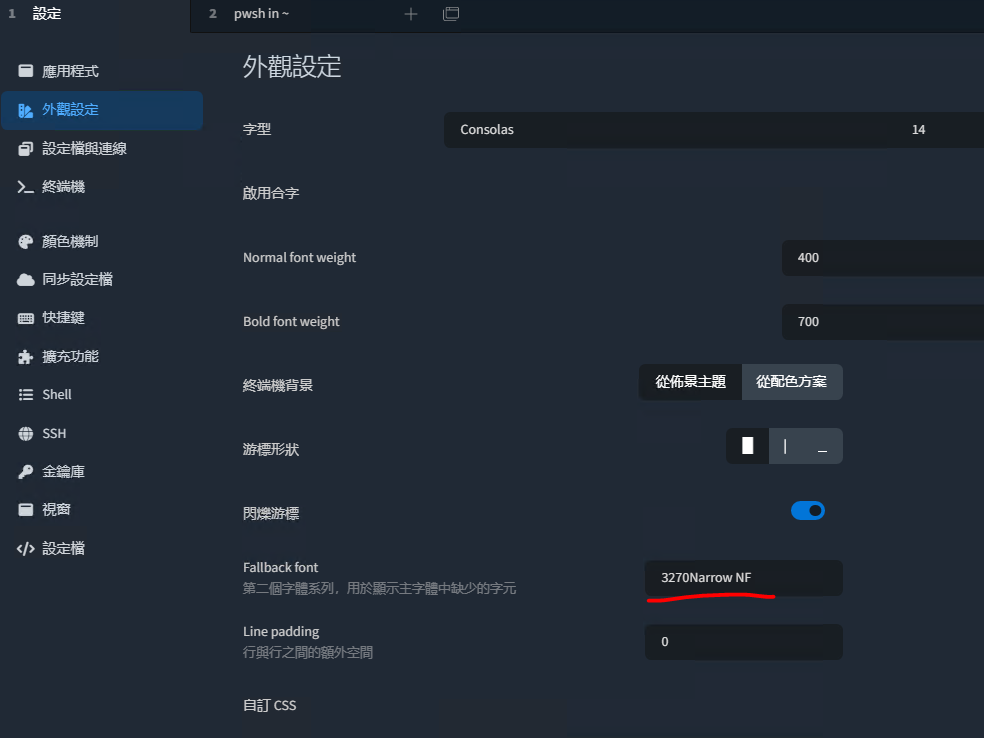 1 設定
2 pwsh in ~
應用程式
外觀設定
設定檔與連線
終端機
顏色機制
同步設定檔
快捷鍵
擴充功能
Shell
SSH
金鑰庫
視窗
設定檔
外觀設定
字型
Consolas 14
啟用合字
Normal font weight
400
Bold font weight
700
終端機背景
從佈景主題 從配色方案
游標形狀
閃爍游標
Fallback font
第二個字體系列，用於顯示主字體中缺少的字元
3270Narrow NF
Line padding
行與行之間的額外空間
0
自訂 CSS